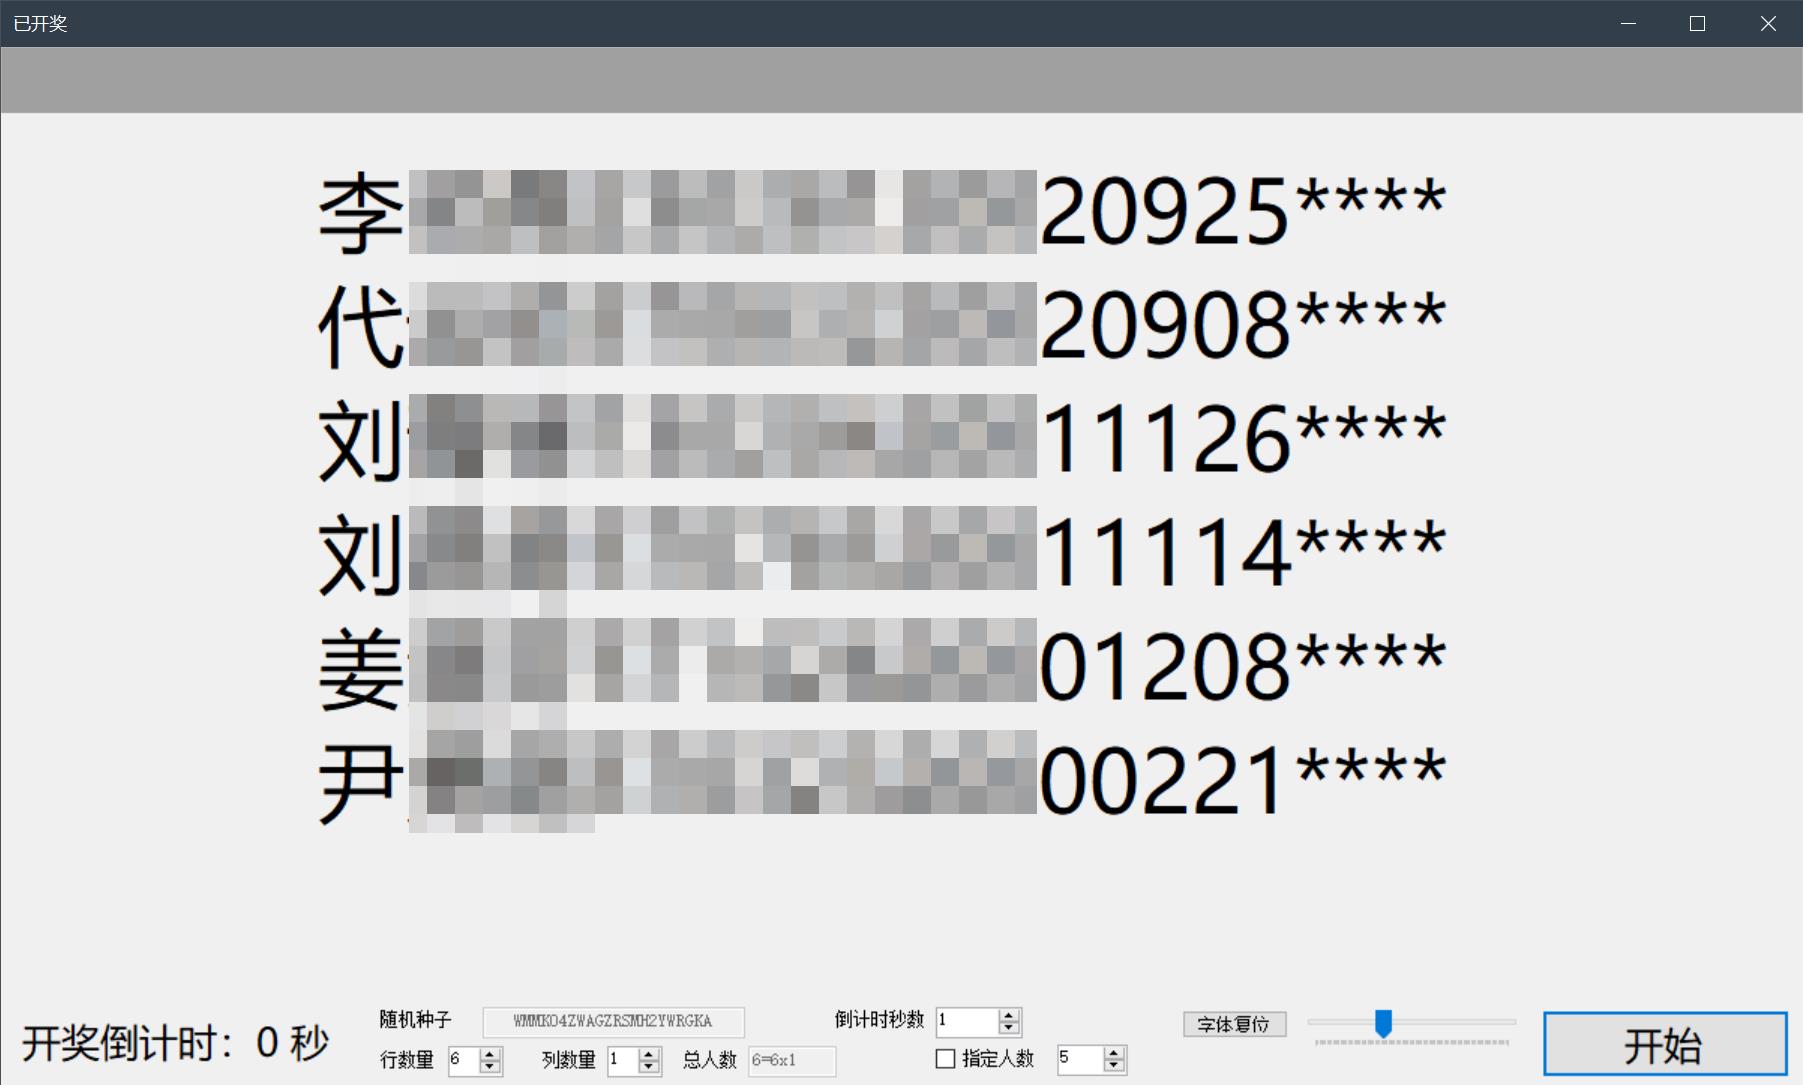 已开奖
李 20925****
代 20908****
刘 11126****
刘 11114****
姜 01208****
尹 00221****
开奖倒计时：0 秒
随机种子 WMMKO4ZWAGZRSMH2YWRGKA 倒计时秒数 1 字体复位
行数量 6 列数量 1 总人数 6=6x1 指定人数 5
开始